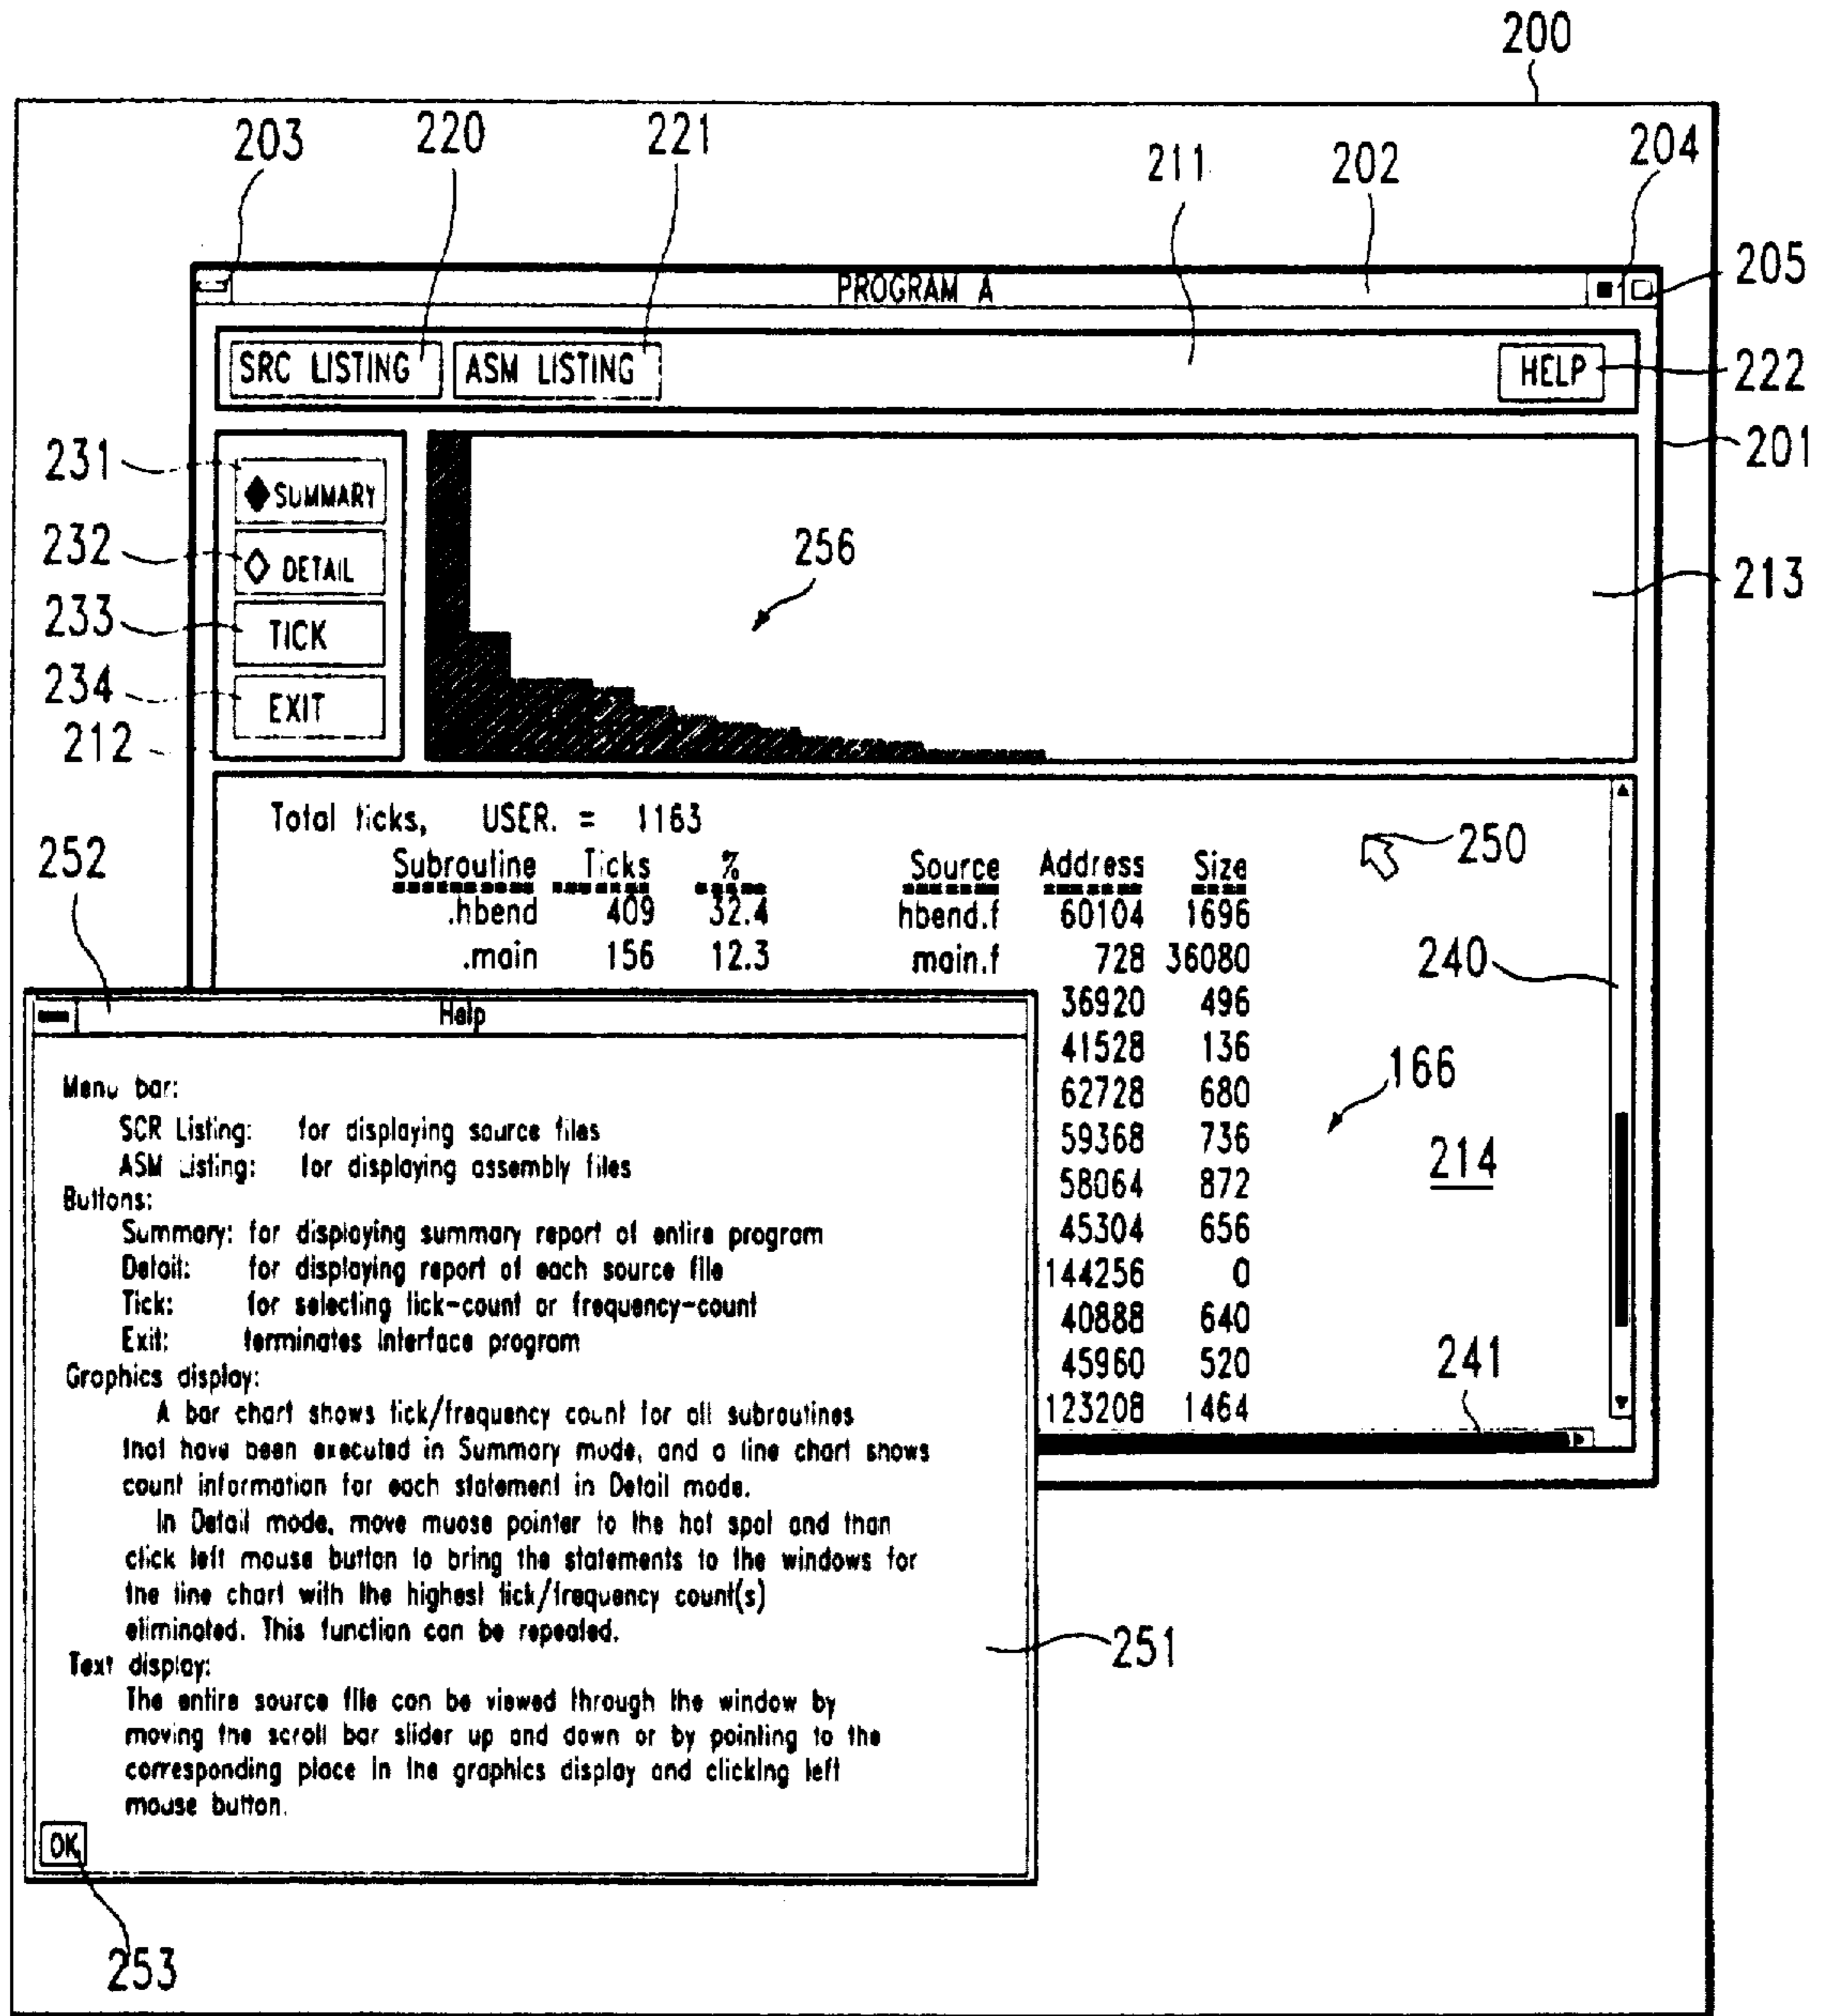 200
203 220 221 211 202 204
205
PROGRAM A
SRC LISTING ASM LISTING HELP
222
201
231
SUMMARY
232
DETAIL
256
213
233
TICK
234
EXIT
212
Total ticks, USER. = 1163
250
252
Subroutine Ticks % Source Address Size
.hbend 409 32.4 hbend.f 60104 1696
.main 156 12.3 main.f 728 36080
240
36920 496
41528 136
62728 680
166
59368 736
214
58064 872
45304 656
144256 0
40888 640
45960 520
241
123208 1464
Help
Menu bar:
SCR Listing: for displaying source files
ASM Listing: for displaying assembly files
Buttons:
Summary: for displaying summary report of entire program
Detail: for displaying report of each source file
Tick: for selecting tick-count or frequency-count
Exit: terminates Interface program
Graphics display:
A bar chart shows tick/frequency count for all subroutines
that have been executed in Summary mode, and a line chart shows
count information for each statement in Detail mode.
In Detail mode, move muose pointer to the hot spot and than
click left mouse button to bring the statements to the windows for
the line chart with the highest tick/frequency count(s)
eliminated. This function can be repeated.
251
Text display:
The entire source file can be viewed through the window by
moving the scroll bar slider up and down or by pointing to the
corresponding place in the graphics display and clicking left
mouse button.
OK
253